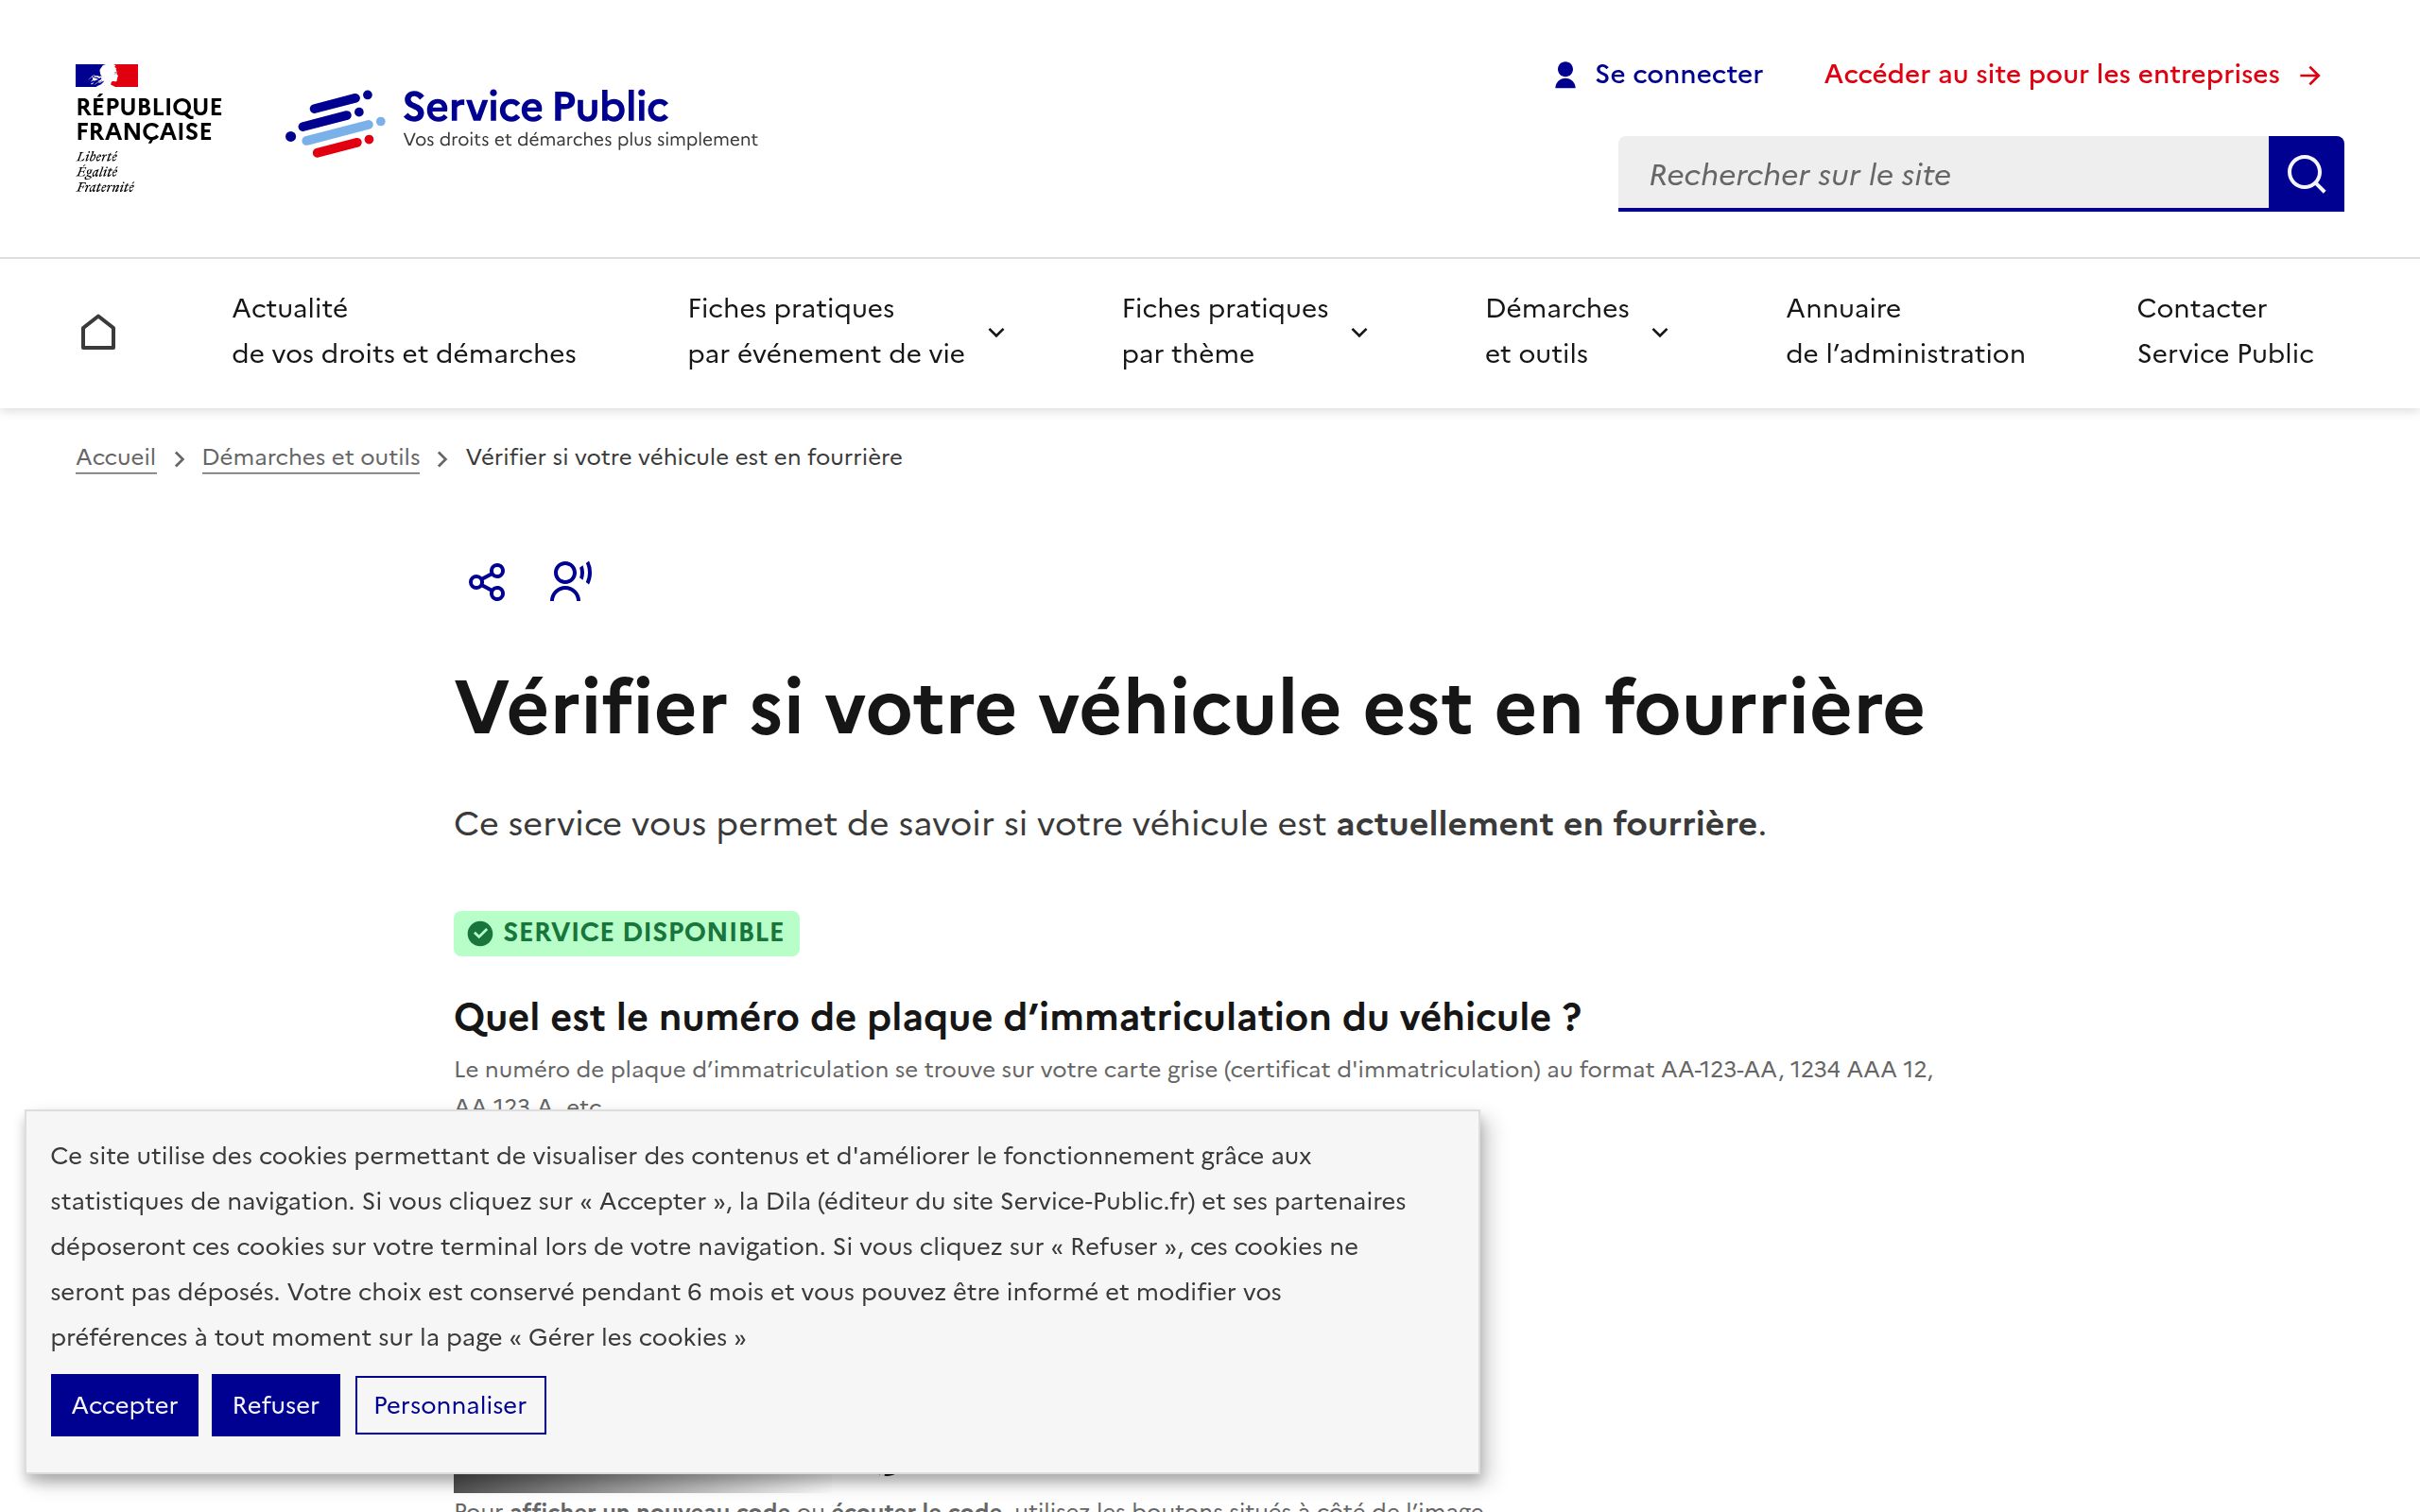 RÉPUBLIQUE
FRANÇAISE
Liberté
Égalité
Fraternité
Service Public
Vos droits et démarches plus simplement
Se connecter
Accéder au site pour les entreprises
Rechercher sur le site
Actualité
de vos droits et démarches
Fiches pratiques
par événement de vie
Fiches pratiques
par thème
Démarches
et outils
Annuaire
de l’administration
Contacter
Service Public
Accueil > Démarches et outils > Vérifier si votre véhicule est en fourrière
Vérifier si votre véhicule est en fourrière
Ce service vous permet de savoir si votre véhicule est actuellement en fourrière.
SERVICE DISPONIBLE
Quel est le numéro de plaque d’immatriculation du véhicule ?
Le numéro de plaque d’immatriculation se trouve sur votre carte grise (certificat d'immatriculation) au format AA-123-AA, 1234 AAA 12,
AA 123 A, etc
Ce site utilise des cookies permettant de visualiser des contenus et d'améliorer le fonctionnement grâce aux
statistiques de navigation. Si vous cliquez sur « Accepter », la Dila (éditeur du site Service-Public.fr) et ses partenaires
déposeront ces cookies sur votre terminal lors de votre navigation. Si vous cliquez sur « Refuser », ces cookies ne
seront pas déposés. Votre choix est conservé pendant 6 mois et vous pouvez être informé et modifier vos
préférences à tout moment sur la page « Gérer les cookies »
Accepter
Refuser
Personnaliser
Pour afficher un nouveau code ou écouter le code, utilisez les boutons situés à côté de l’image